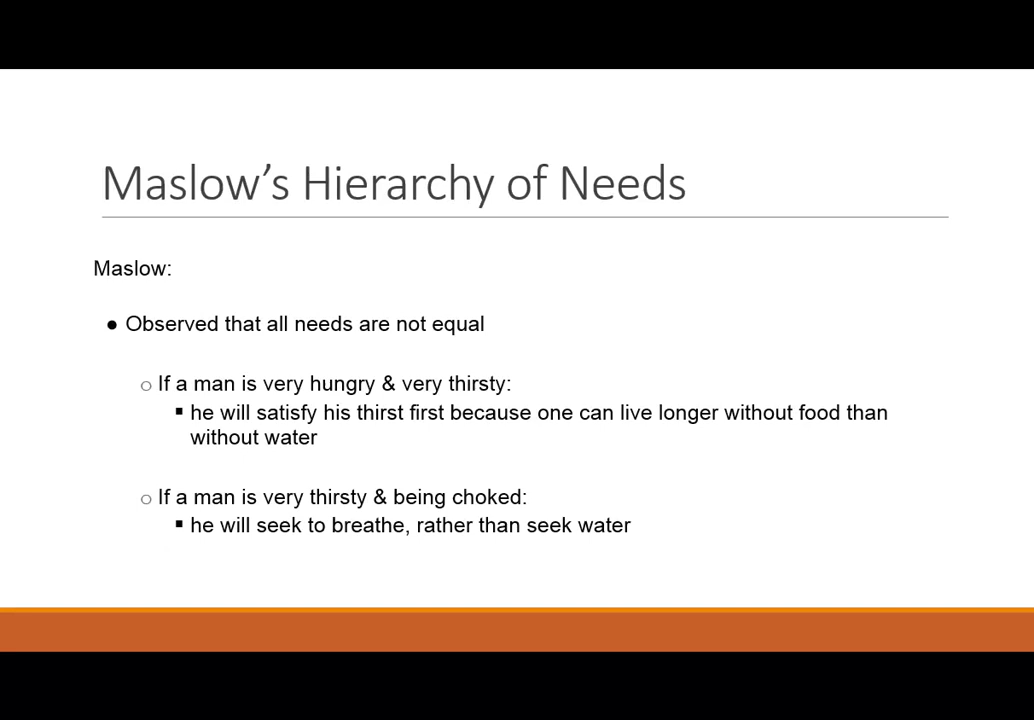 Maslow’s Hierarchy of Needs
Maslow:
● Observed that all needs are not equal
o If a man is very hungry & very thirsty:
▪ he will satisfy his thirst first because one can live longer without food than
without water
o If a man is very thirsty & being choked:
▪ he will seek to breathe, rather than seek water